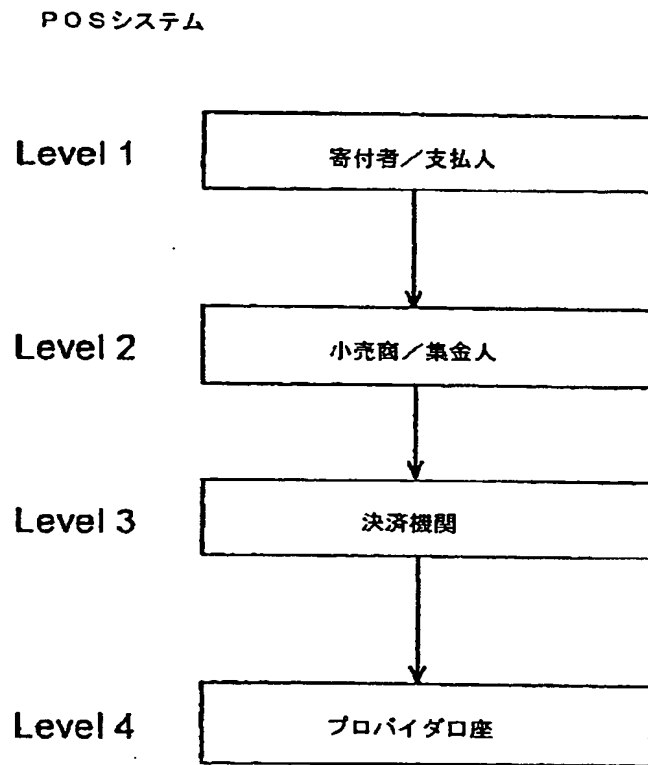 POSシステム
Level 1
寄付者／支払人
Level 2
小売商／集金人
Level 3
決済機関
Level 4
プロバイダ口座